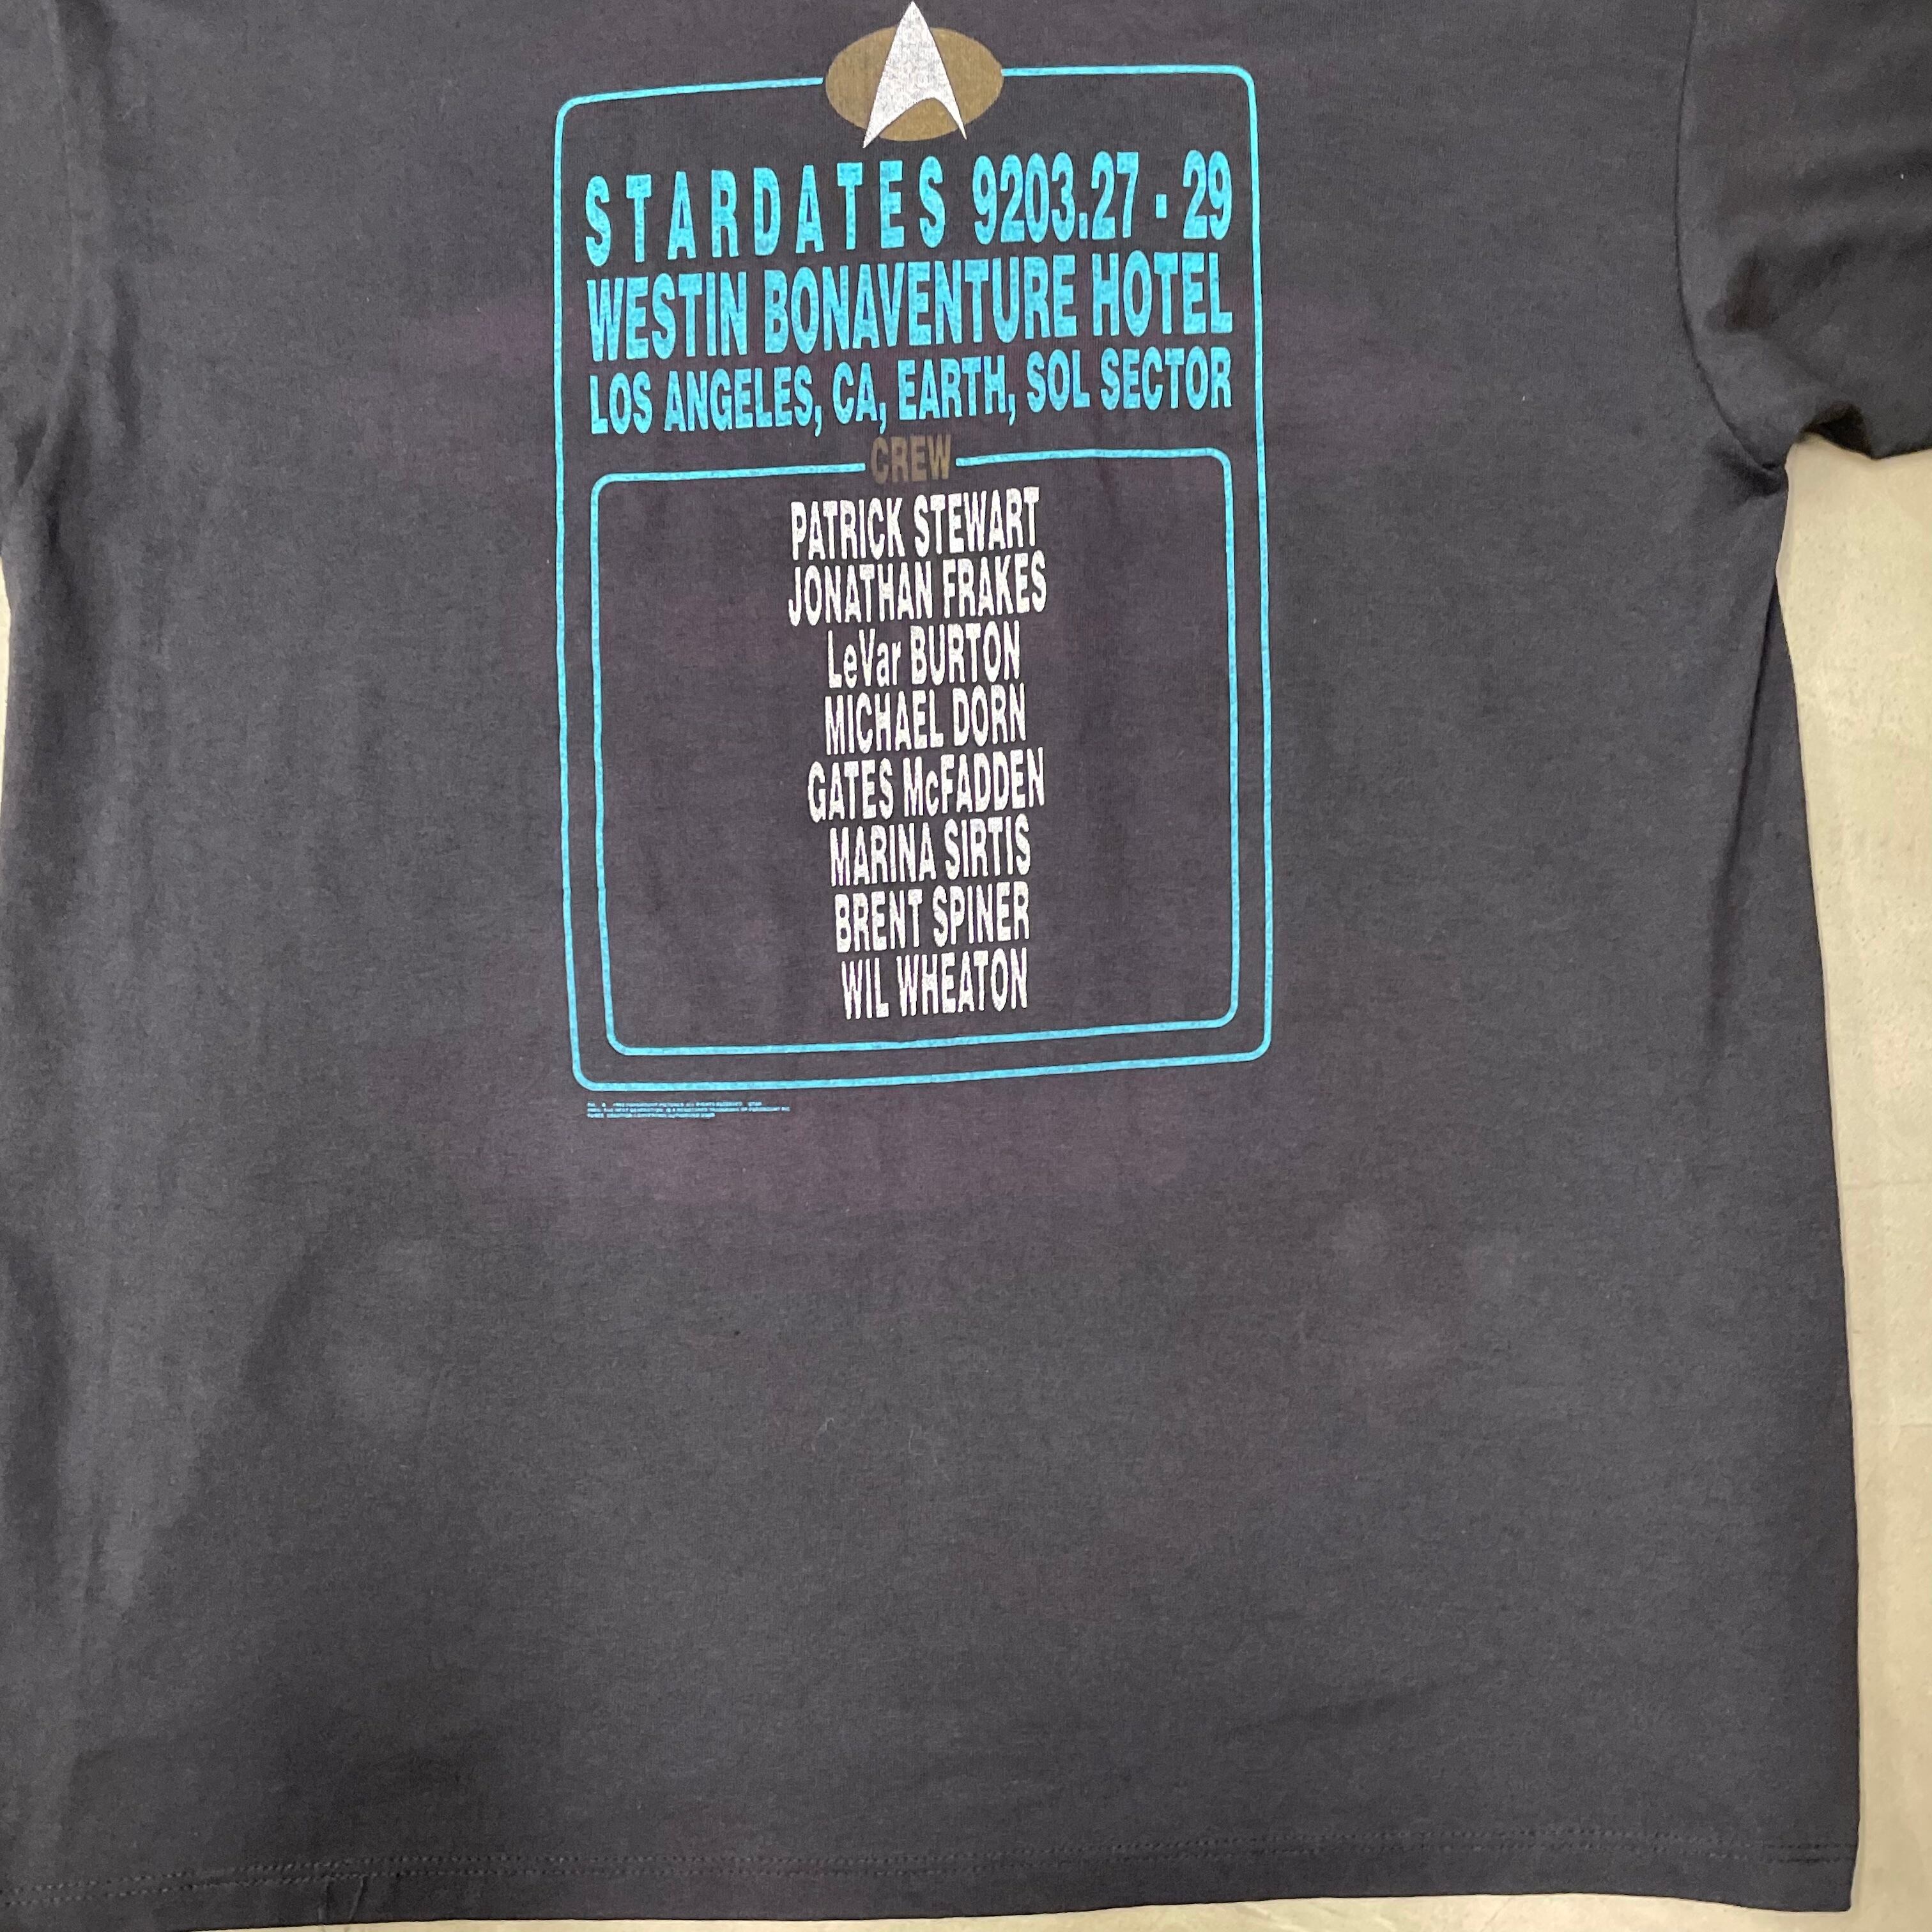 STARDATES 9203.27 - 29
WESTIN BONAVENTURE HOTEL
LOS ANGELES, CA, EARTH, SOL SECTOR
CREW
PATRICK STEWART
JONATHAN FRAKES
LeVar BURTON
MICHAEL DORN
GATES McFADDEN
MARINA SIRTIS
BRENT SPINER
WIL WHEATON